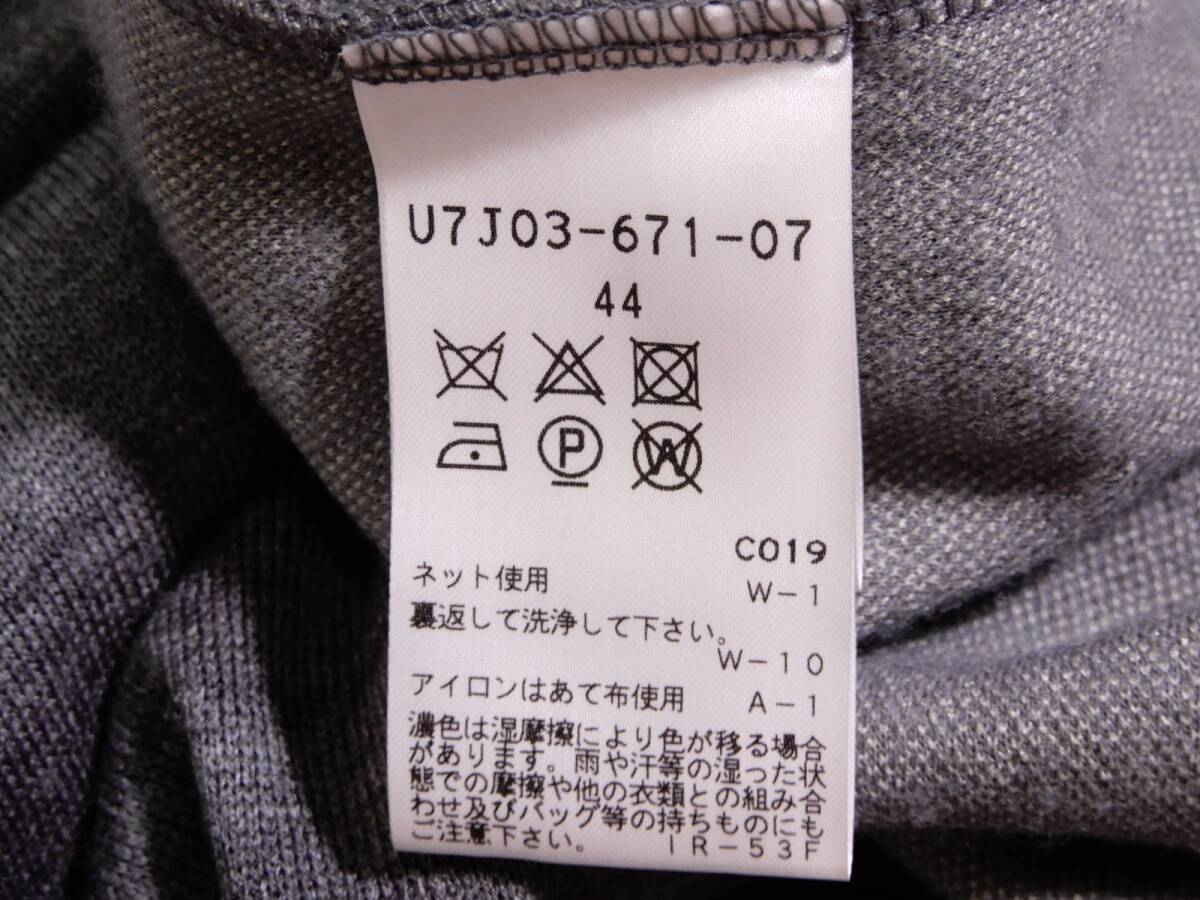 U7J03-671-07
44
P
W
C019
ネット使用 W-1
裏返して洗浄して下さい。
W-10
アイロンはあて布使用 A-1
濃色は湿摩擦により色が移る場合
があります。雨や汗等の湿った状
態での摩擦や他の衣類との組み合
わせ及びバッグ等の持ちものにも
ご注意下さい。 IR-53F